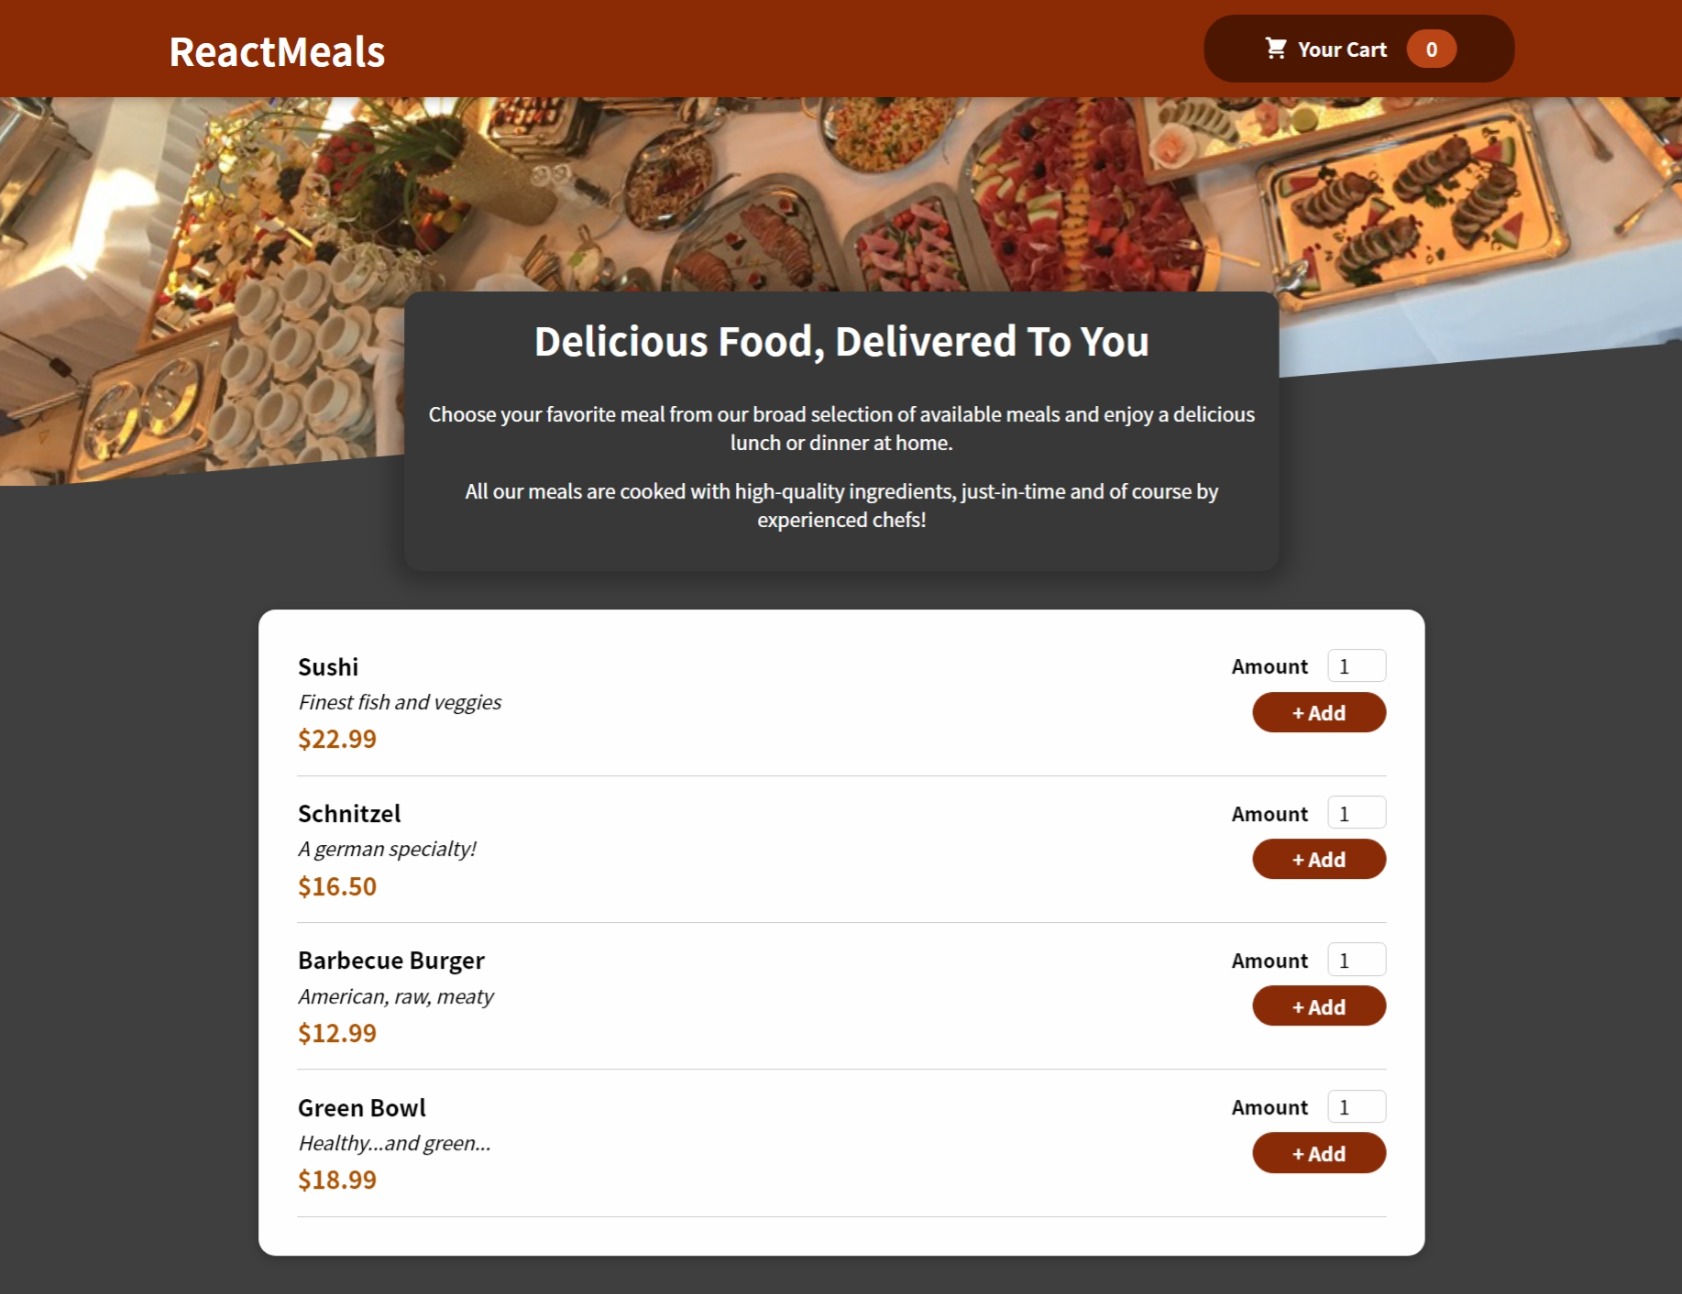 ReactMeals
Your Cart 0
Delicious Food, Delivered To You
Choose your favorite meal from our broad selection of available meals and enjoy a delicious
lunch or dinner at home.
All our meals are cooked with high-quality ingredients, just-in-time and of course by
experienced chefs!
Sushi
Finest fish and veggies
$22.99
Amount 1
+ Add
Schnitzel
A german specialty!
$16.50
Amount 1
+ Add
Barbecue Burger
American, raw, meaty
$12.99
Amount 1
+ Add
Green Bowl
Healthy...and green...
$18.99
Amount 1
+ Add